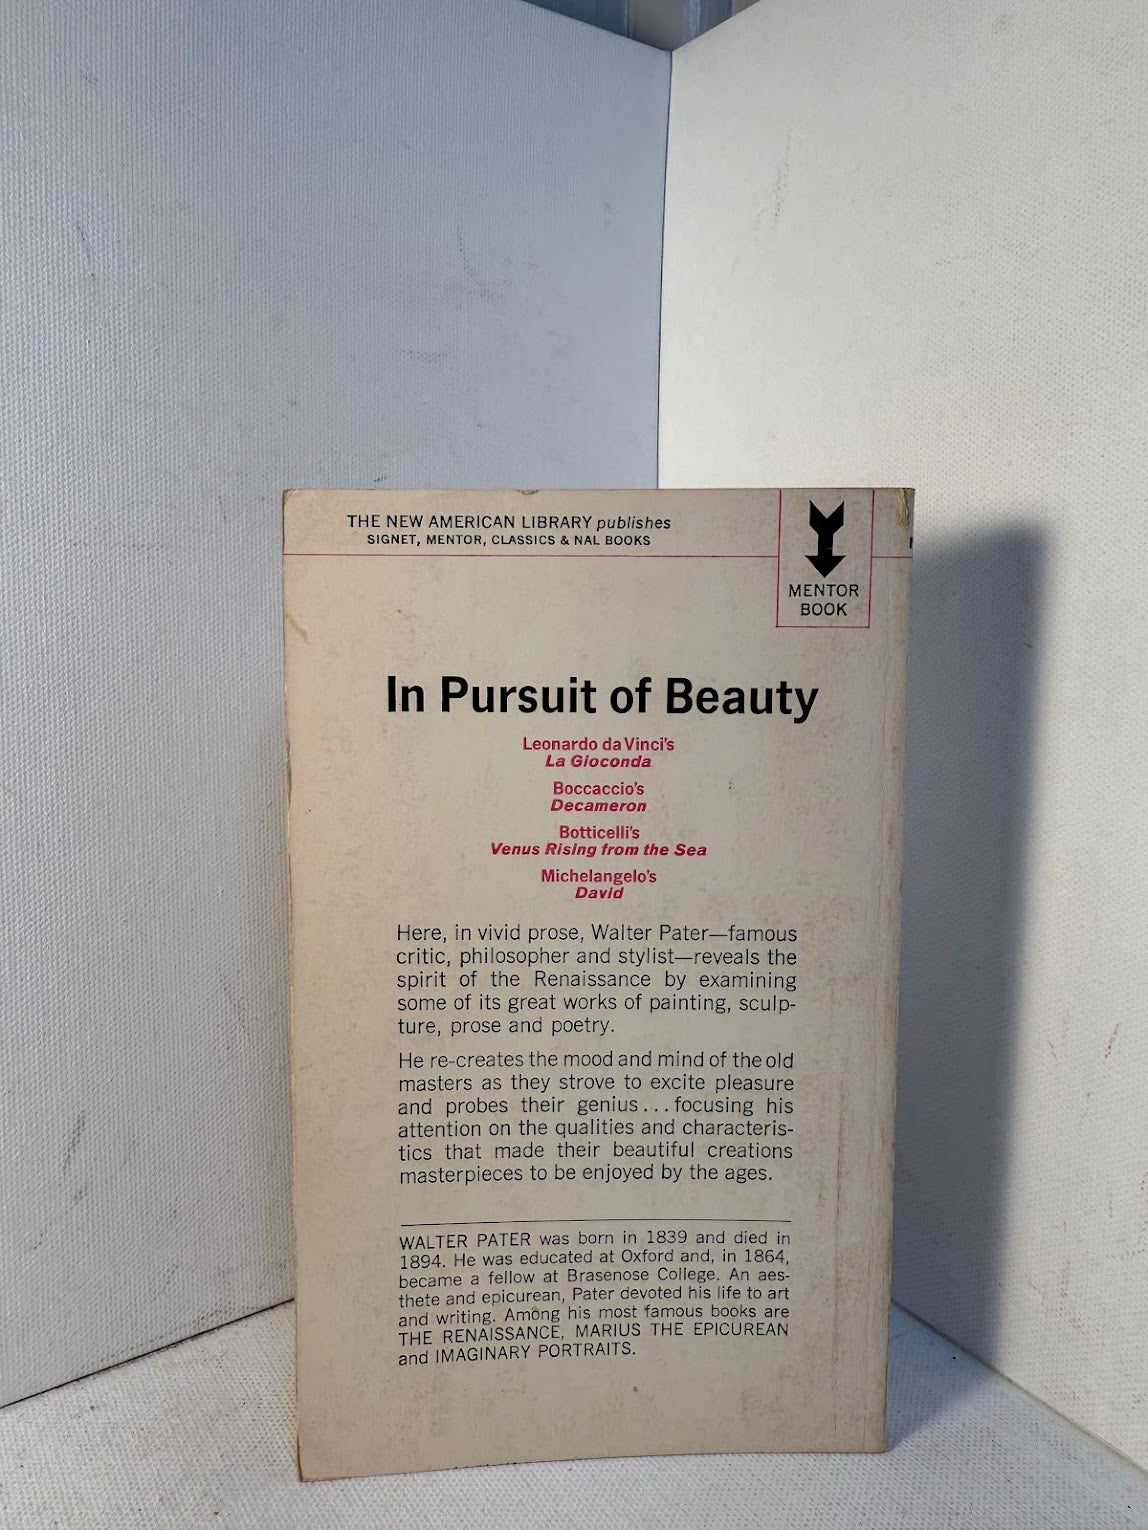 THE NEW AMERICAN LIBRARY publishes
SIGNET, MENTOR, CLASSICS & NAL BOOKS
MENTOR
BOOK
In Pursuit of Beauty
Leonardo da Vinci's
La Gioconda
Boccaccio's
Decameron
Botticelli's
Venus Rising from the Sea
Michelangelo's
David
Here, in vivid prose, Walter Pater—famous
critic, philosopher and stylist—reveals the
spirit of the Renaissance by examining
some of its great works of painting, sculp-
ture, prose and poetry.
He re-creates the mood and mind of the old
masters as they strove to excite pleasure
and probes their genius...focusing his
attention on the qualities and characteris-
tics that made their beautiful creations
masterpieces to be enjoyed by the ages.
WALTER PATER was born in 1839 and died in
1894. He was educated at Oxford and, in 1864,
became a fellow at Brasenose College. An aes-
thete and epicurean, Pater devoted his life to art
and writing. Among his most famous books are
THE RENAISSANCE, MARIUS THE EPICUREAN
and IMAGINARY PORTRAITS.